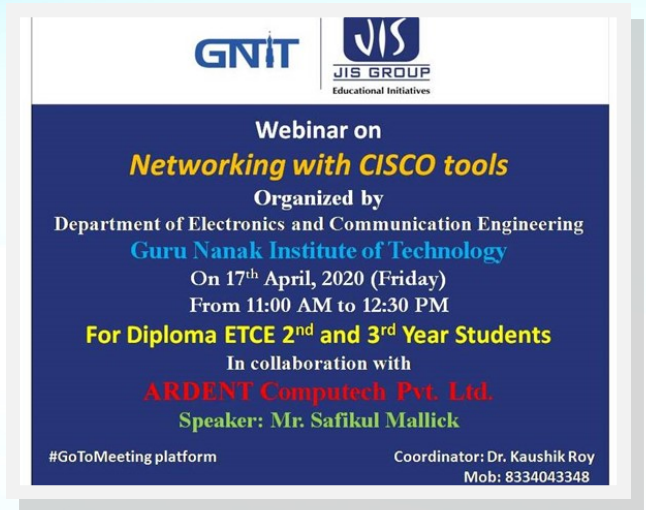 GNIT
JIS
JIS GROUP
Educational Initiatives
Webinar on
Networking with CISCO tools
Organized by
Department of Electronics and Communication Engineering
Guru Nanak Institute of Technology
On 17th April, 2020 (Friday)
From 11:00 AM to 12:30 PM
For Diploma ETCE 2nd and 3rd Year Students
In collaboration with
ARDENT Computech Pvt. Ltd.
Speaker: Mr. Safikul Mallick
#GoToMeeting platform
Coordinator: Dr. Kaushik Roy
Mob: 8334043348